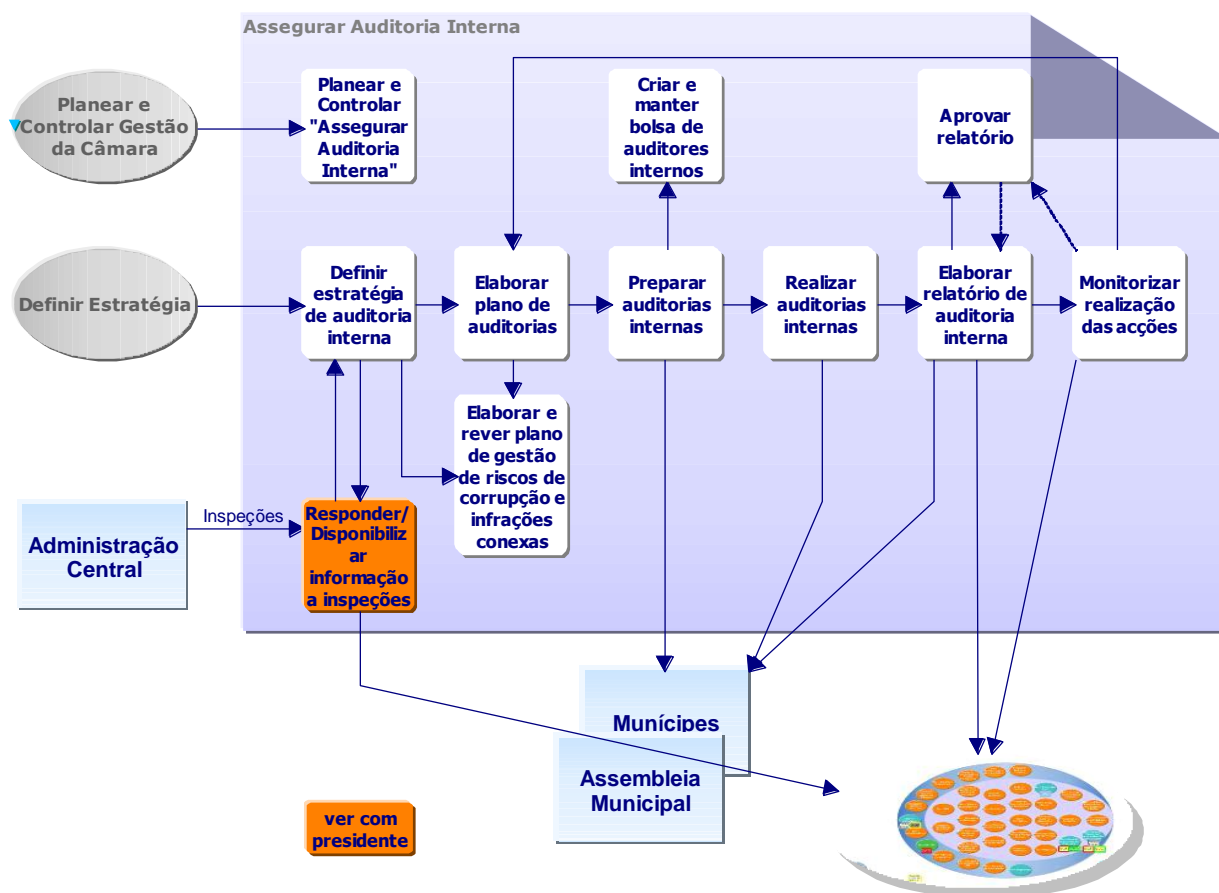 Assegurar Auditoria Interna
Planear e
Controlar Gestão
da Câmara
Planear e
Controlar
"Assegurar
Auditoria
Interna"
Criar e
manter
bolsa de
auditores
internos
Aprovar
relatório
Definir Estratégia
Definir
estratégia
de auditoria
interna
Elaborar
plano de
auditorias
Preparar
auditorias
internas
Realizar
auditorias
internas
Elaborar
relatório de
auditoria
interna
Monitorizar
realização
das acções
Elaborar e
rever plano
de gestão
de riscos de
corrupção e
infrações
conexas
Inspeções
Administração
Central
Responder/
Disponibiliz
ar
informação
a inspeções
Munícipes
Assembleia
Municipal
ver com
presidente